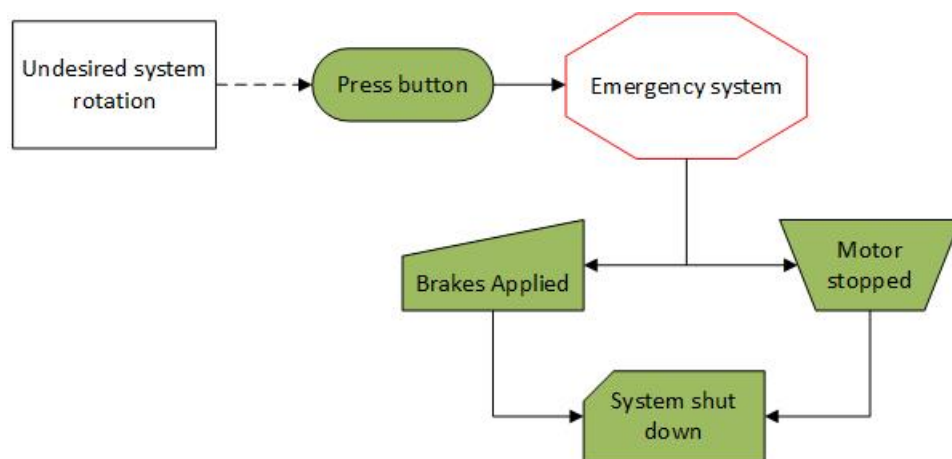 Undesired system
rotation
Press button
Emergency system
Brakes Applied
Motor
stopped
System shut
down